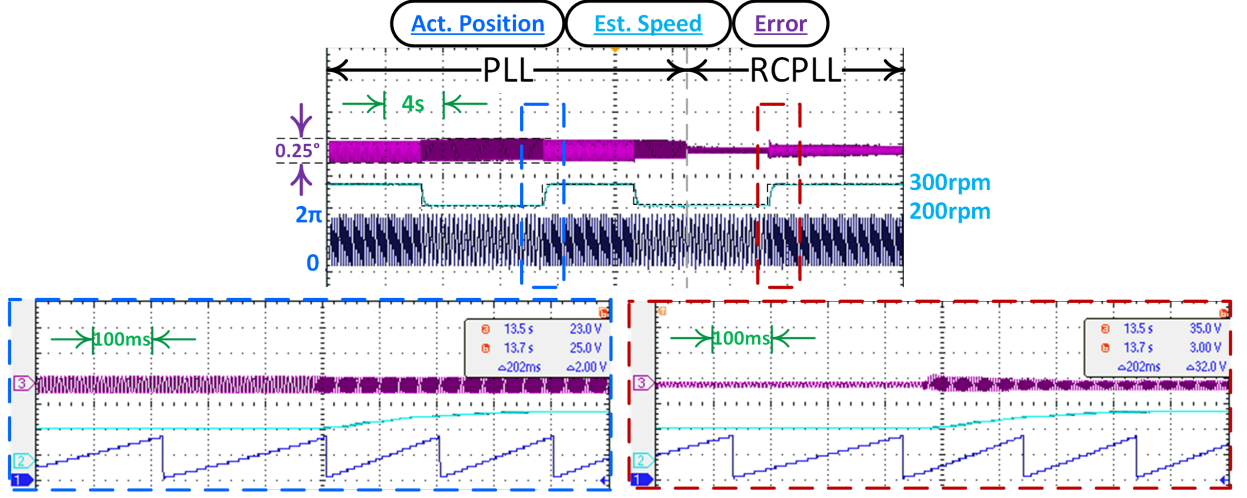 Act. Position Est. Speed Error
PLL RCPLL
4s
0.25°
300rpm
200rpm
2π
0
100ms
a 13.5 s 23.0 V
b 13.7 s 25.0 V
△202ms △2.00 V
3
2
1
100ms
a 13.5 s 35.0 V
b 13.7 s 3.00 V
△202ms △32.0 V
3
2
1